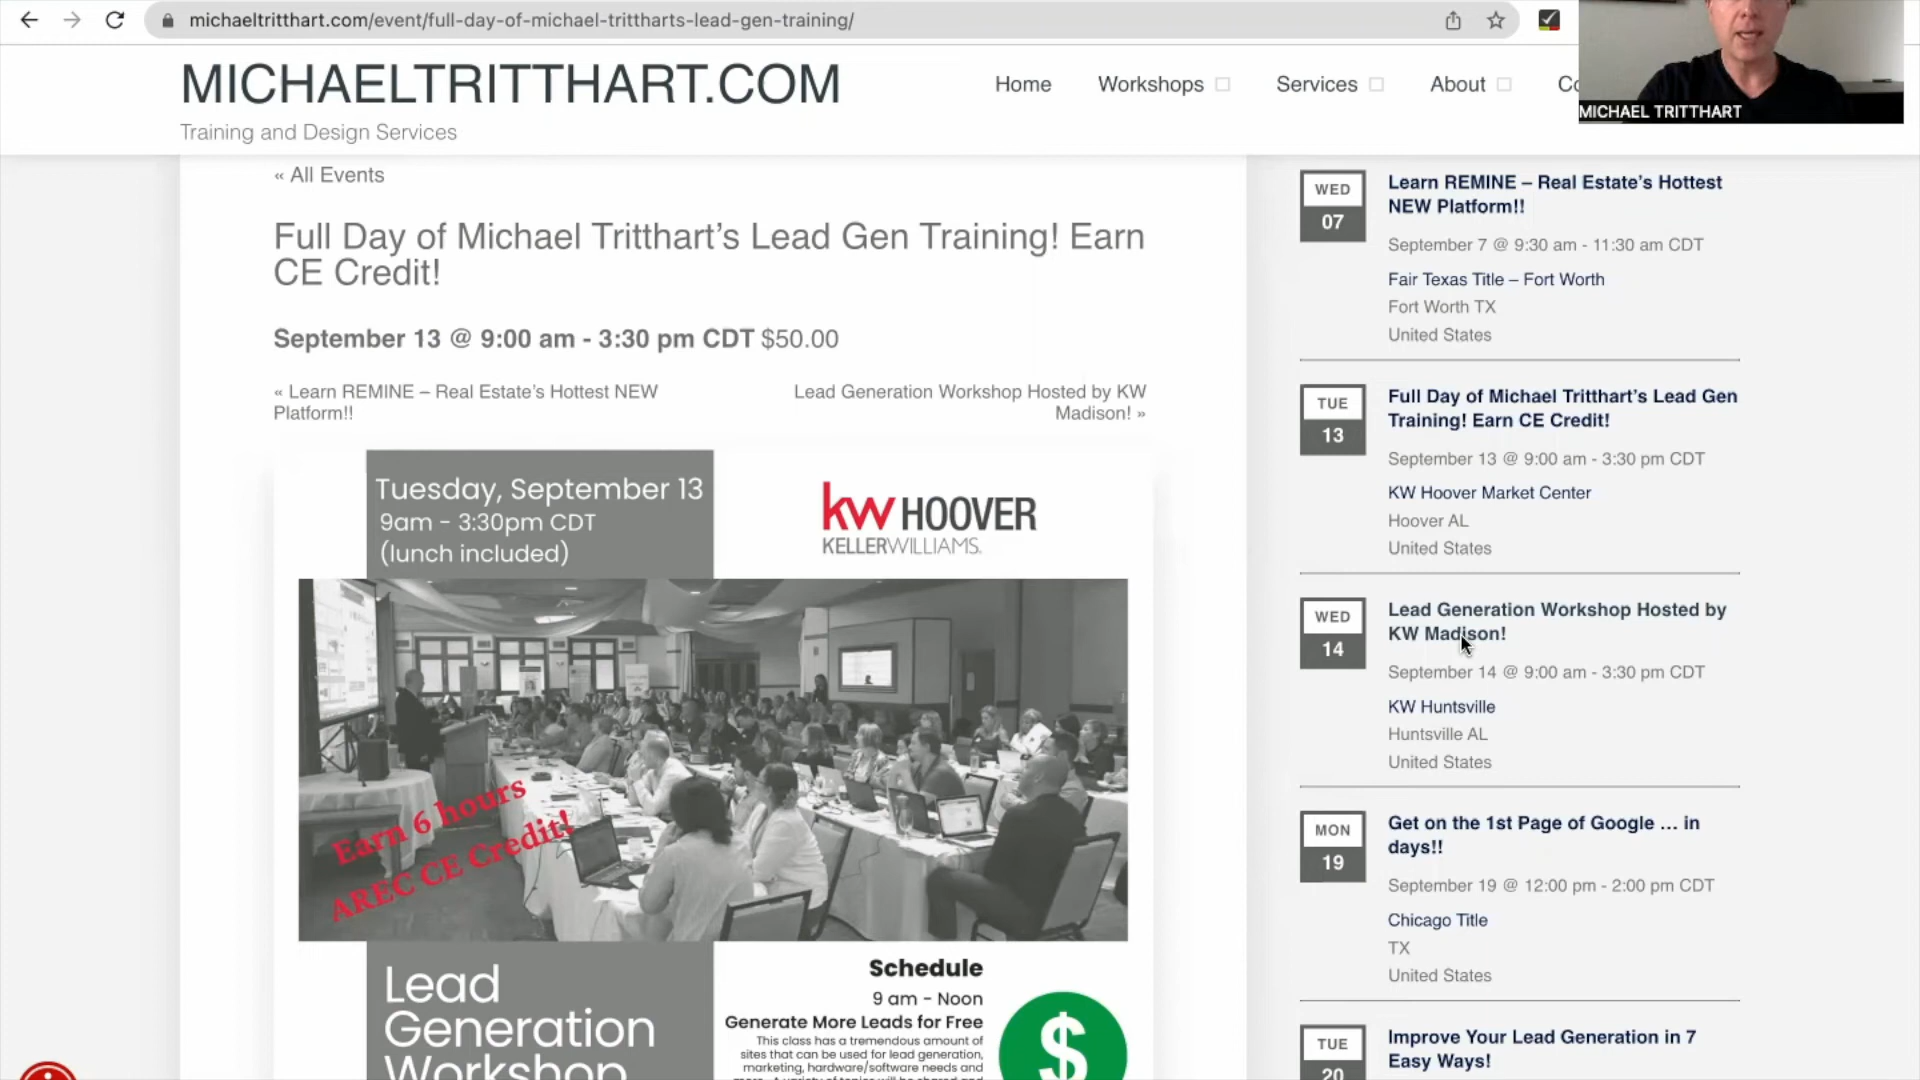 michaeltritthart.com/event/full-day-of-michael-trittharts-lead-gen-training/
MICHAELTRITTHART.COM
Training and Design Services
Home
Workshops
Services
About
Co
MICHAEL TRITTHART
« All Events
Full Day of Michael Tritthart’s Lead Gen Training! Earn
CE Credit!
September 13 @ 9:00 am - 3:30 pm CDT $50.00
« Learn REMINE – Real Estate’s Hottest NEW
Platform!!
Lead Generation Workshop Hosted by KW
Madison! »
Tuesday, September 13
9am - 3:30pm CDT
(lunch included)
kw HOOVER
KELLERWILLIAMS.
Earn 6 hours
AREC CE Credit!
Lead
Generation
Workshop
Schedule
9 am - Noon
Generate More Leads for Free
This class has a tremendous amount of
sites that can be used for lead generation,
marketing, hardware/software needs and
$
WED
07
Learn REMINE – Real Estate’s Hottest
NEW Platform!!
September 7 @ 9:30 am - 11:30 am CDT
Fair Texas Title – Fort Worth
Fort Worth TX
United States
TUE
13
Full Day of Michael Tritthart’s Lead Gen
Training! Earn CE Credit!
September 13 @ 9:00 am - 3:30 pm CDT
KW Hoover Market Center
Hoover AL
United States
WED
14
Lead Generation Workshop Hosted by
KW Madison!
September 14 @ 9:00 am - 3:30 pm CDT
KW Huntsville
Huntsville AL
United States
MON
19
Get on the 1st Page of Google … in
days!!
September 19 @ 12:00 pm - 2:00 pm CDT
Chicago Title
TX
United States
TUE
20
Improve Your Lead Generation in 7
Easy Ways!